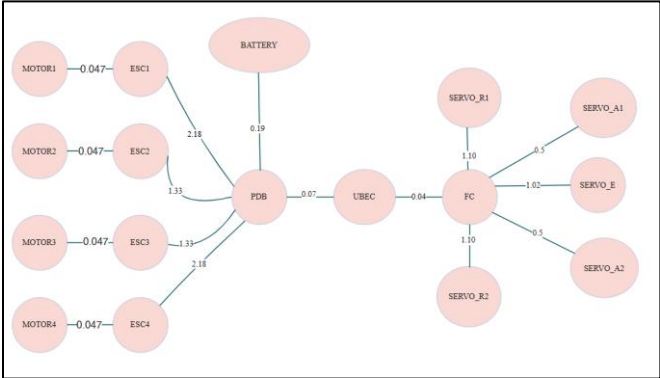 BATTERY
MOTOR1
0.047
ESC1
SERVO_R1
SERVO_A1
2.18
0.19
MOTOR2
0.047
ESC2
1.10
0.5
1.33
PDB
0.07
UBEC
0.04
FC
1.02
SERVO_E
MOTOR3
0.047
ESC3
1.33
1.10
0.5
2.18
SERVO_A2
SERVO_R2
MOTOR4
0.047
ESC4